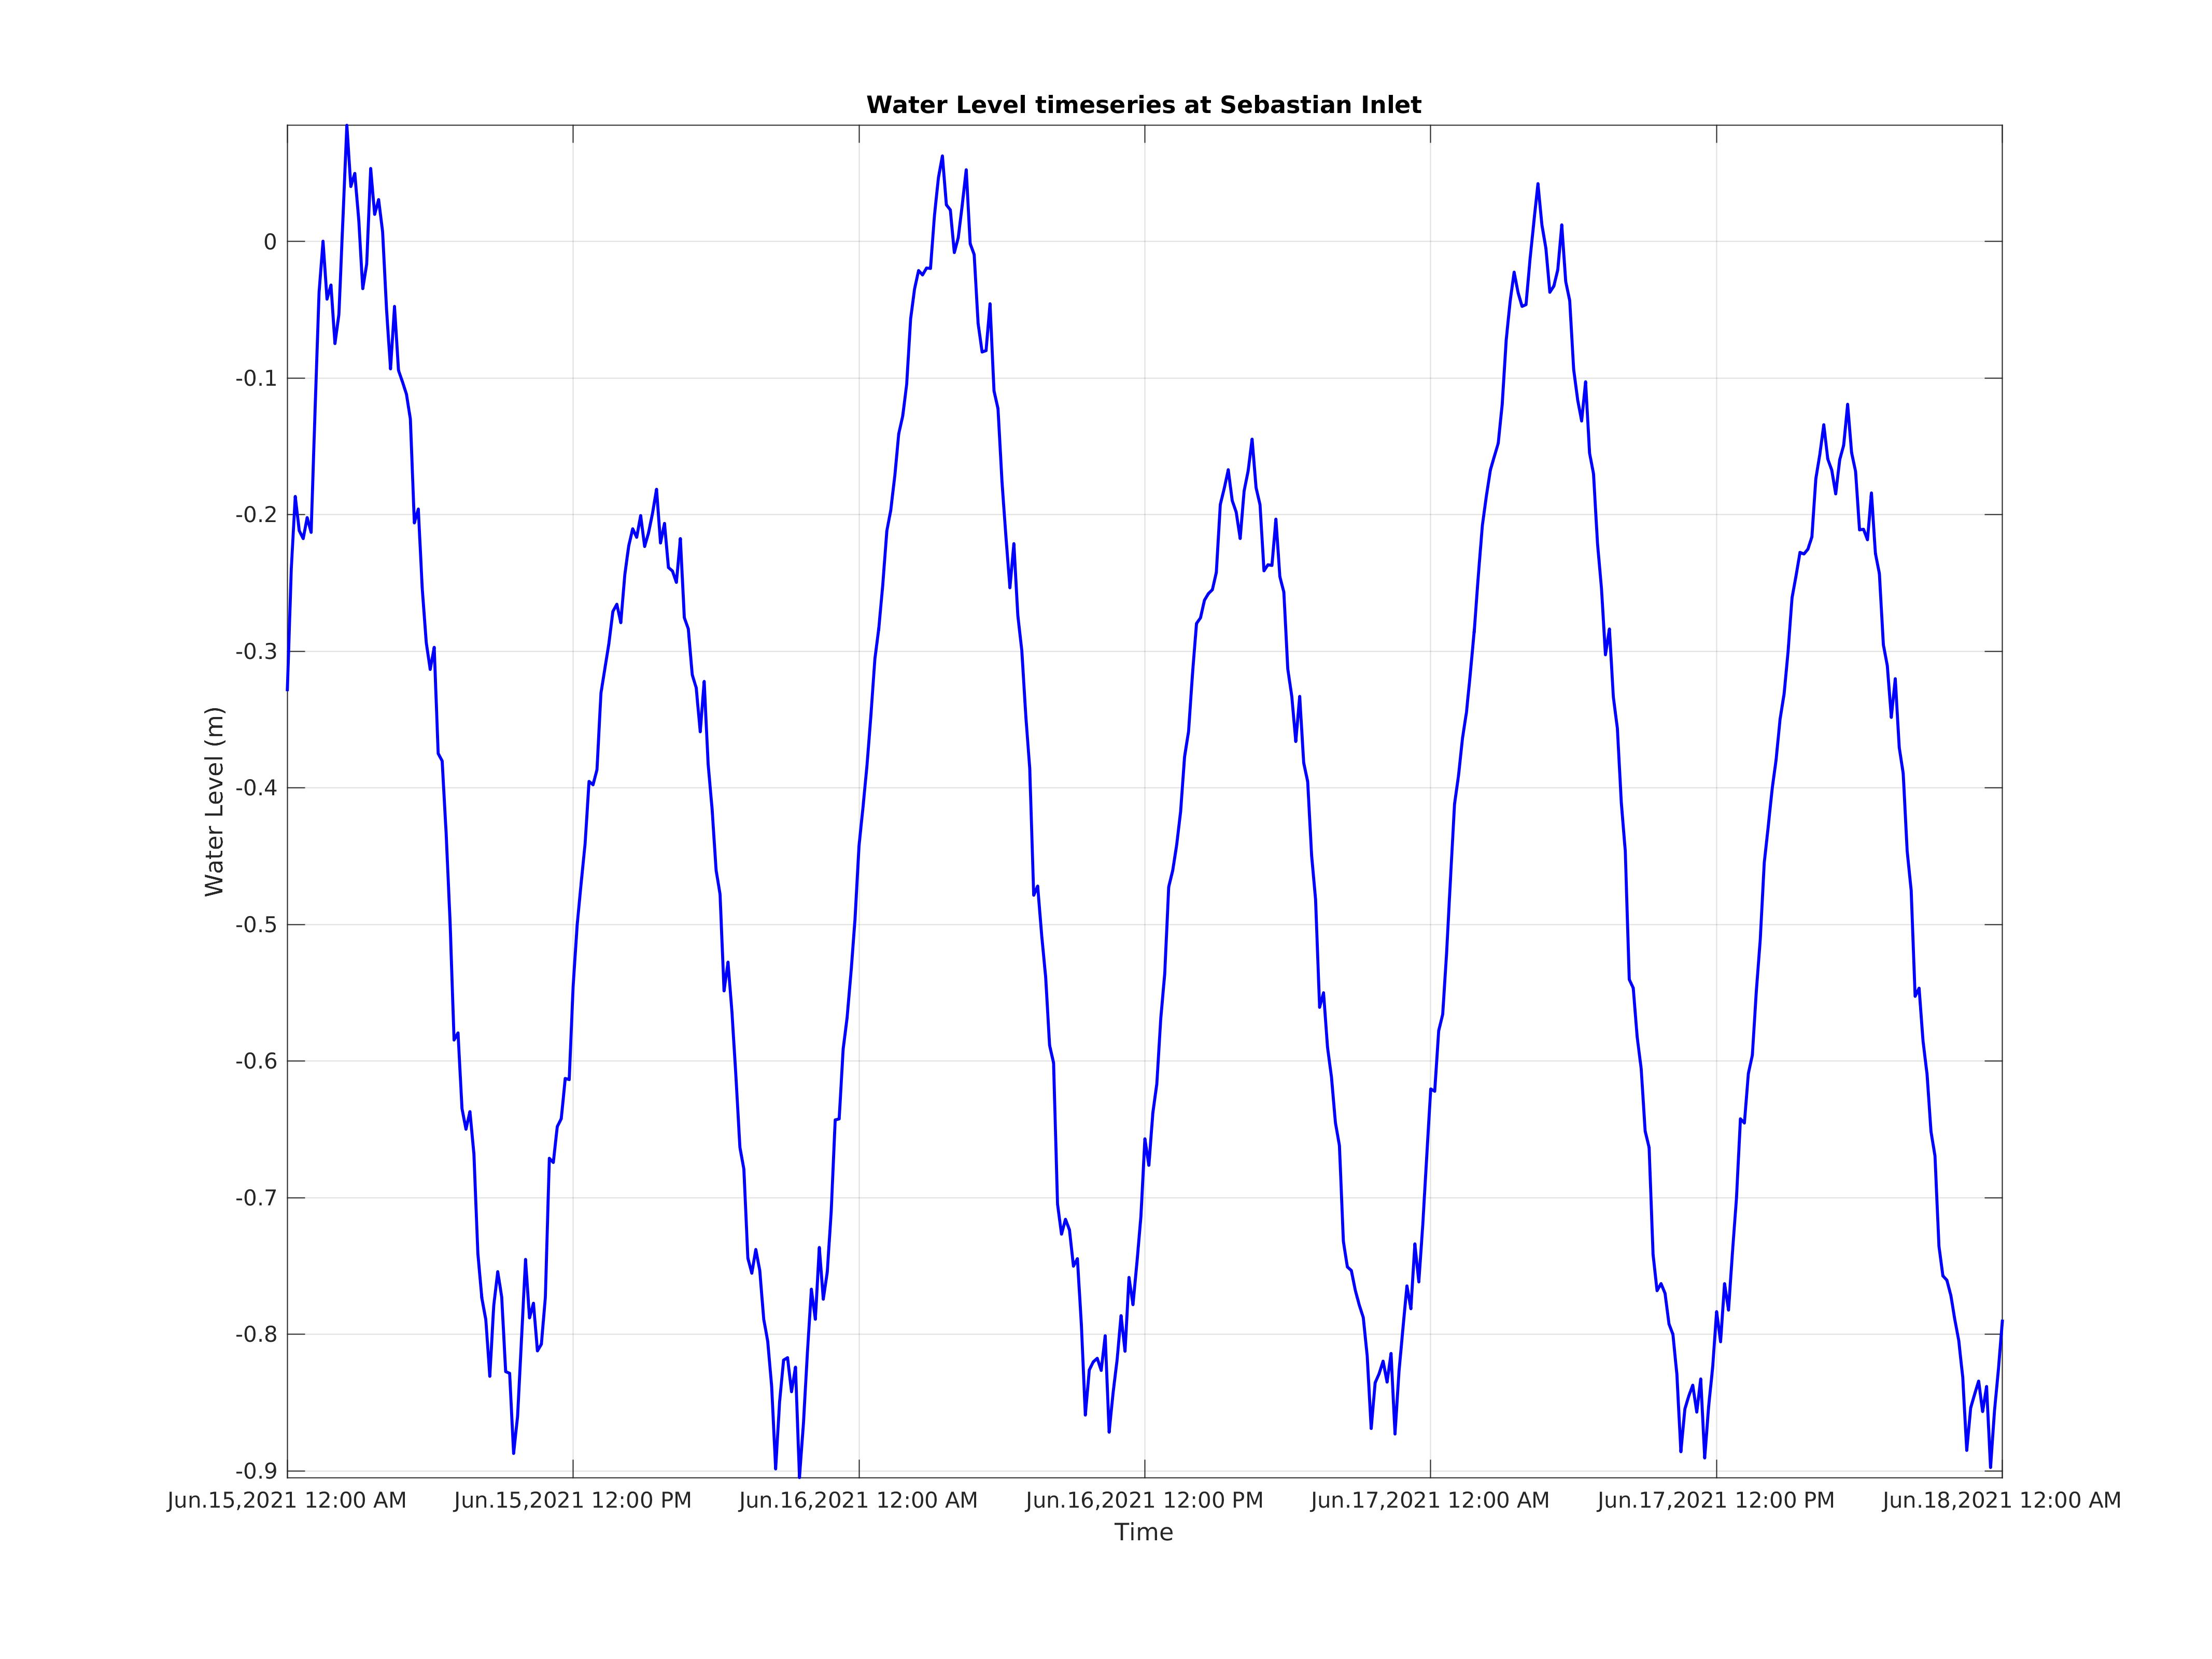 Water Level timeseries at Sebastian Inlet
0
-0.1
-0.2
-0.3
-0.4
-0.5
-0.6
-0.7
-0.8
-0.9
Water Level (m)
Jun.15,2021 12:00 AM
Jun.15,2021 12:00 PM
Jun.16,2021 12:00 AM
Jun.16,2021 12:00 PM
Jun.17,2021 12:00 AM
Jun.17,2021 12:00 PM
Jun.18,2021 12:00 AM
Time